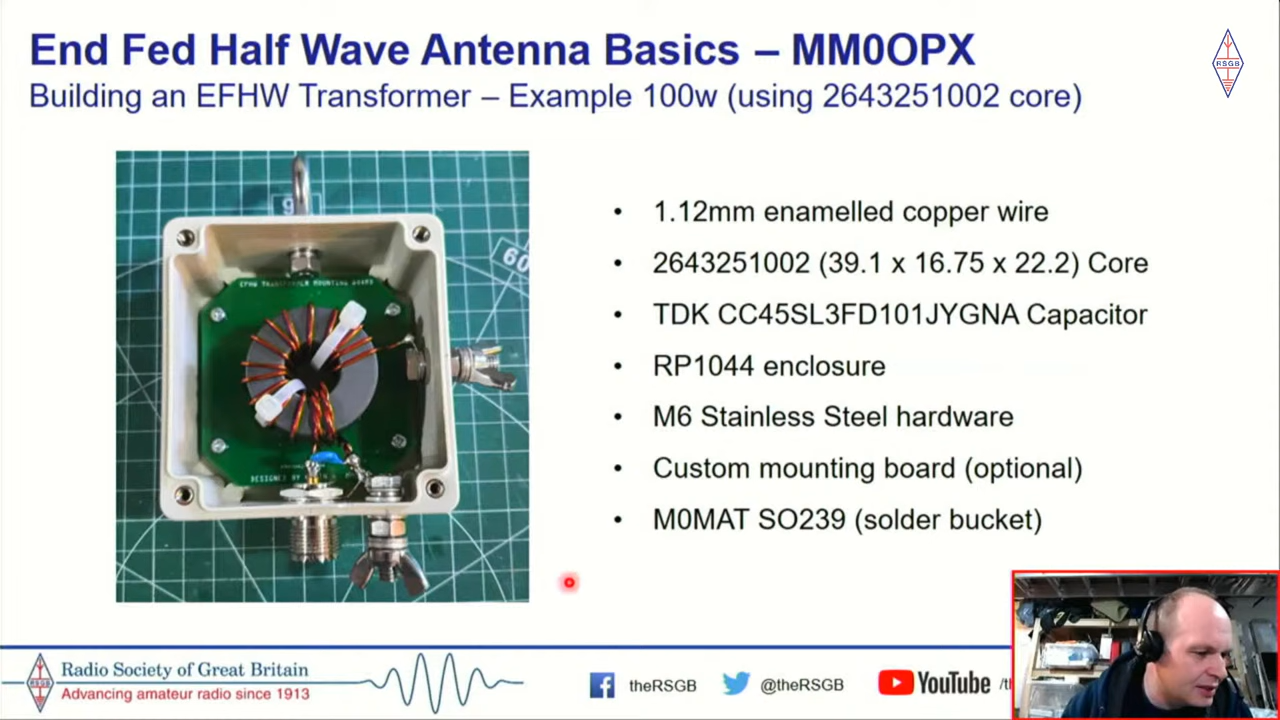 End Fed Half Wave Antenna Basics – MM0OPX
Building an EFHW Transformer – Example 100w (using 2643251002 core)
RSGB
60
EFHW TRANSFORMER MOUNTING BOARD
DESIGNED BY
• 1.12mm enamelled copper wire
• 2643251002 (39.1 x 16.75 x 22.2) Core
• TDK CC45SL3FD101JYGNA Capacitor
• RP1044 enclosure
• M6 Stainless Steel hardware
• Custom mounting board (optional)
• M0MAT SO239 (solder bucket)
RSGB
Radio Society of Great Britain
Advancing amateur radio since 1913
theRSGB
@theRSGB
YouTube